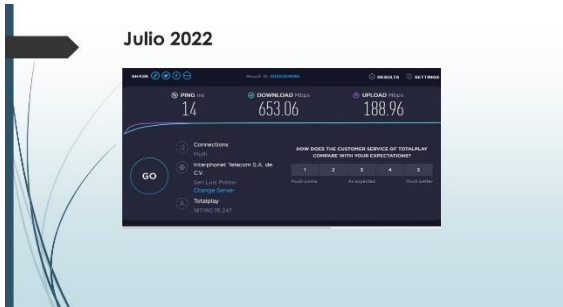 Julio 2022
SHARE
Result ID
RESULTS
SETTINGS
PING ms
14
DOWNLOAD Mbps
653.06
UPLOAD Mbps
188.96
GO
Connections
Multi
Interphonet Telecom S.A. de
C.V.
San Luis Potosí
Change Server
Totalplay
HOW DOES THE CUSTOMER SERVICE OF TOTALPLAY
COMPARE WITH YOUR EXPECTATIONS?
1 2 3 4 5
Much worse As expected Much better